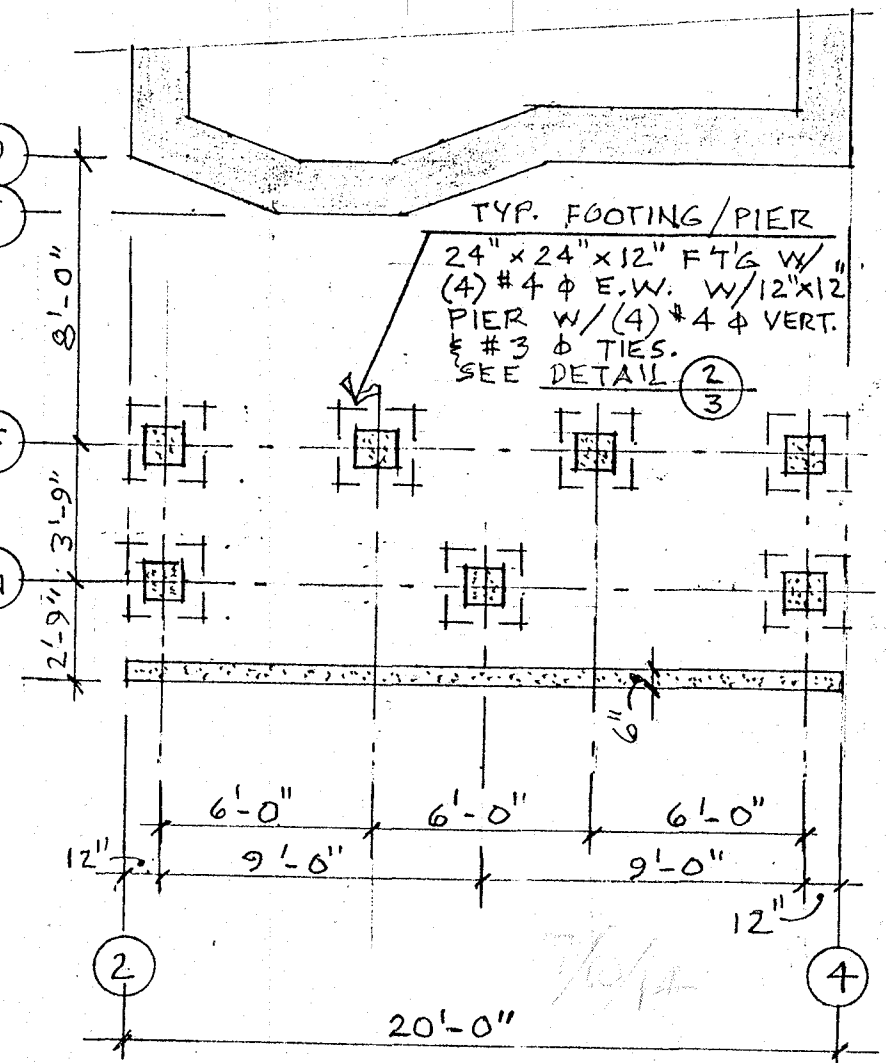 TYP. FOOTING/PIER
24" x 24" x 12" FT'G W/
(4) #4 ϕ E.W. W/12"x12"
PIER W/(4) #4 ϕ VERT.
& #3 ϕ TIES.
SEE DETAIL 2/3
8'-0"
3'-9"
2'-9"
6"
6'-0" 6'-0" 6'-0"
12" 9'-0" 9'-0" 12"
2 4
20'-0"